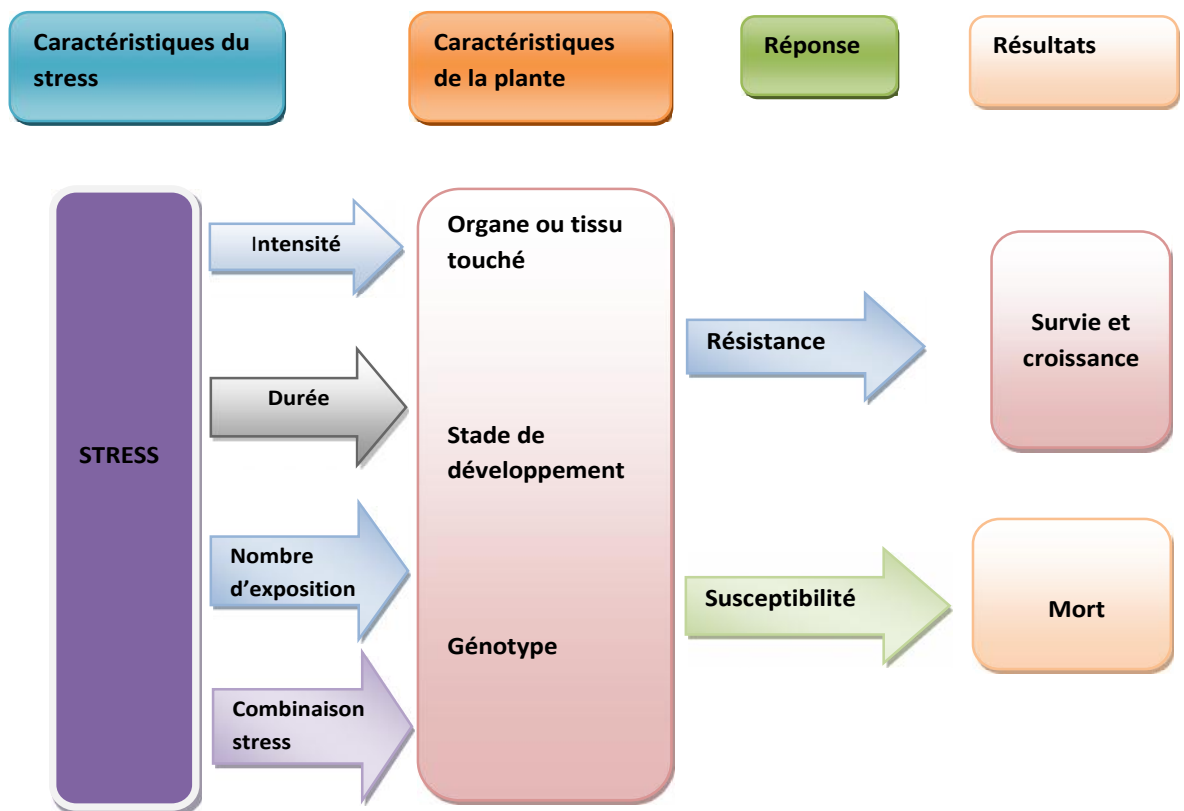 Caractéristiques du
stress
Caractéristiques
de la plante
Réponse
Résultats
STRESS
Intensité
Durée
Nombre
d’exposition
Combinaison
stress
Organe ou tissu
touché
Stade de
développement
Génotype
Résistance
Susceptibilité
Survie et
croissance
Mort